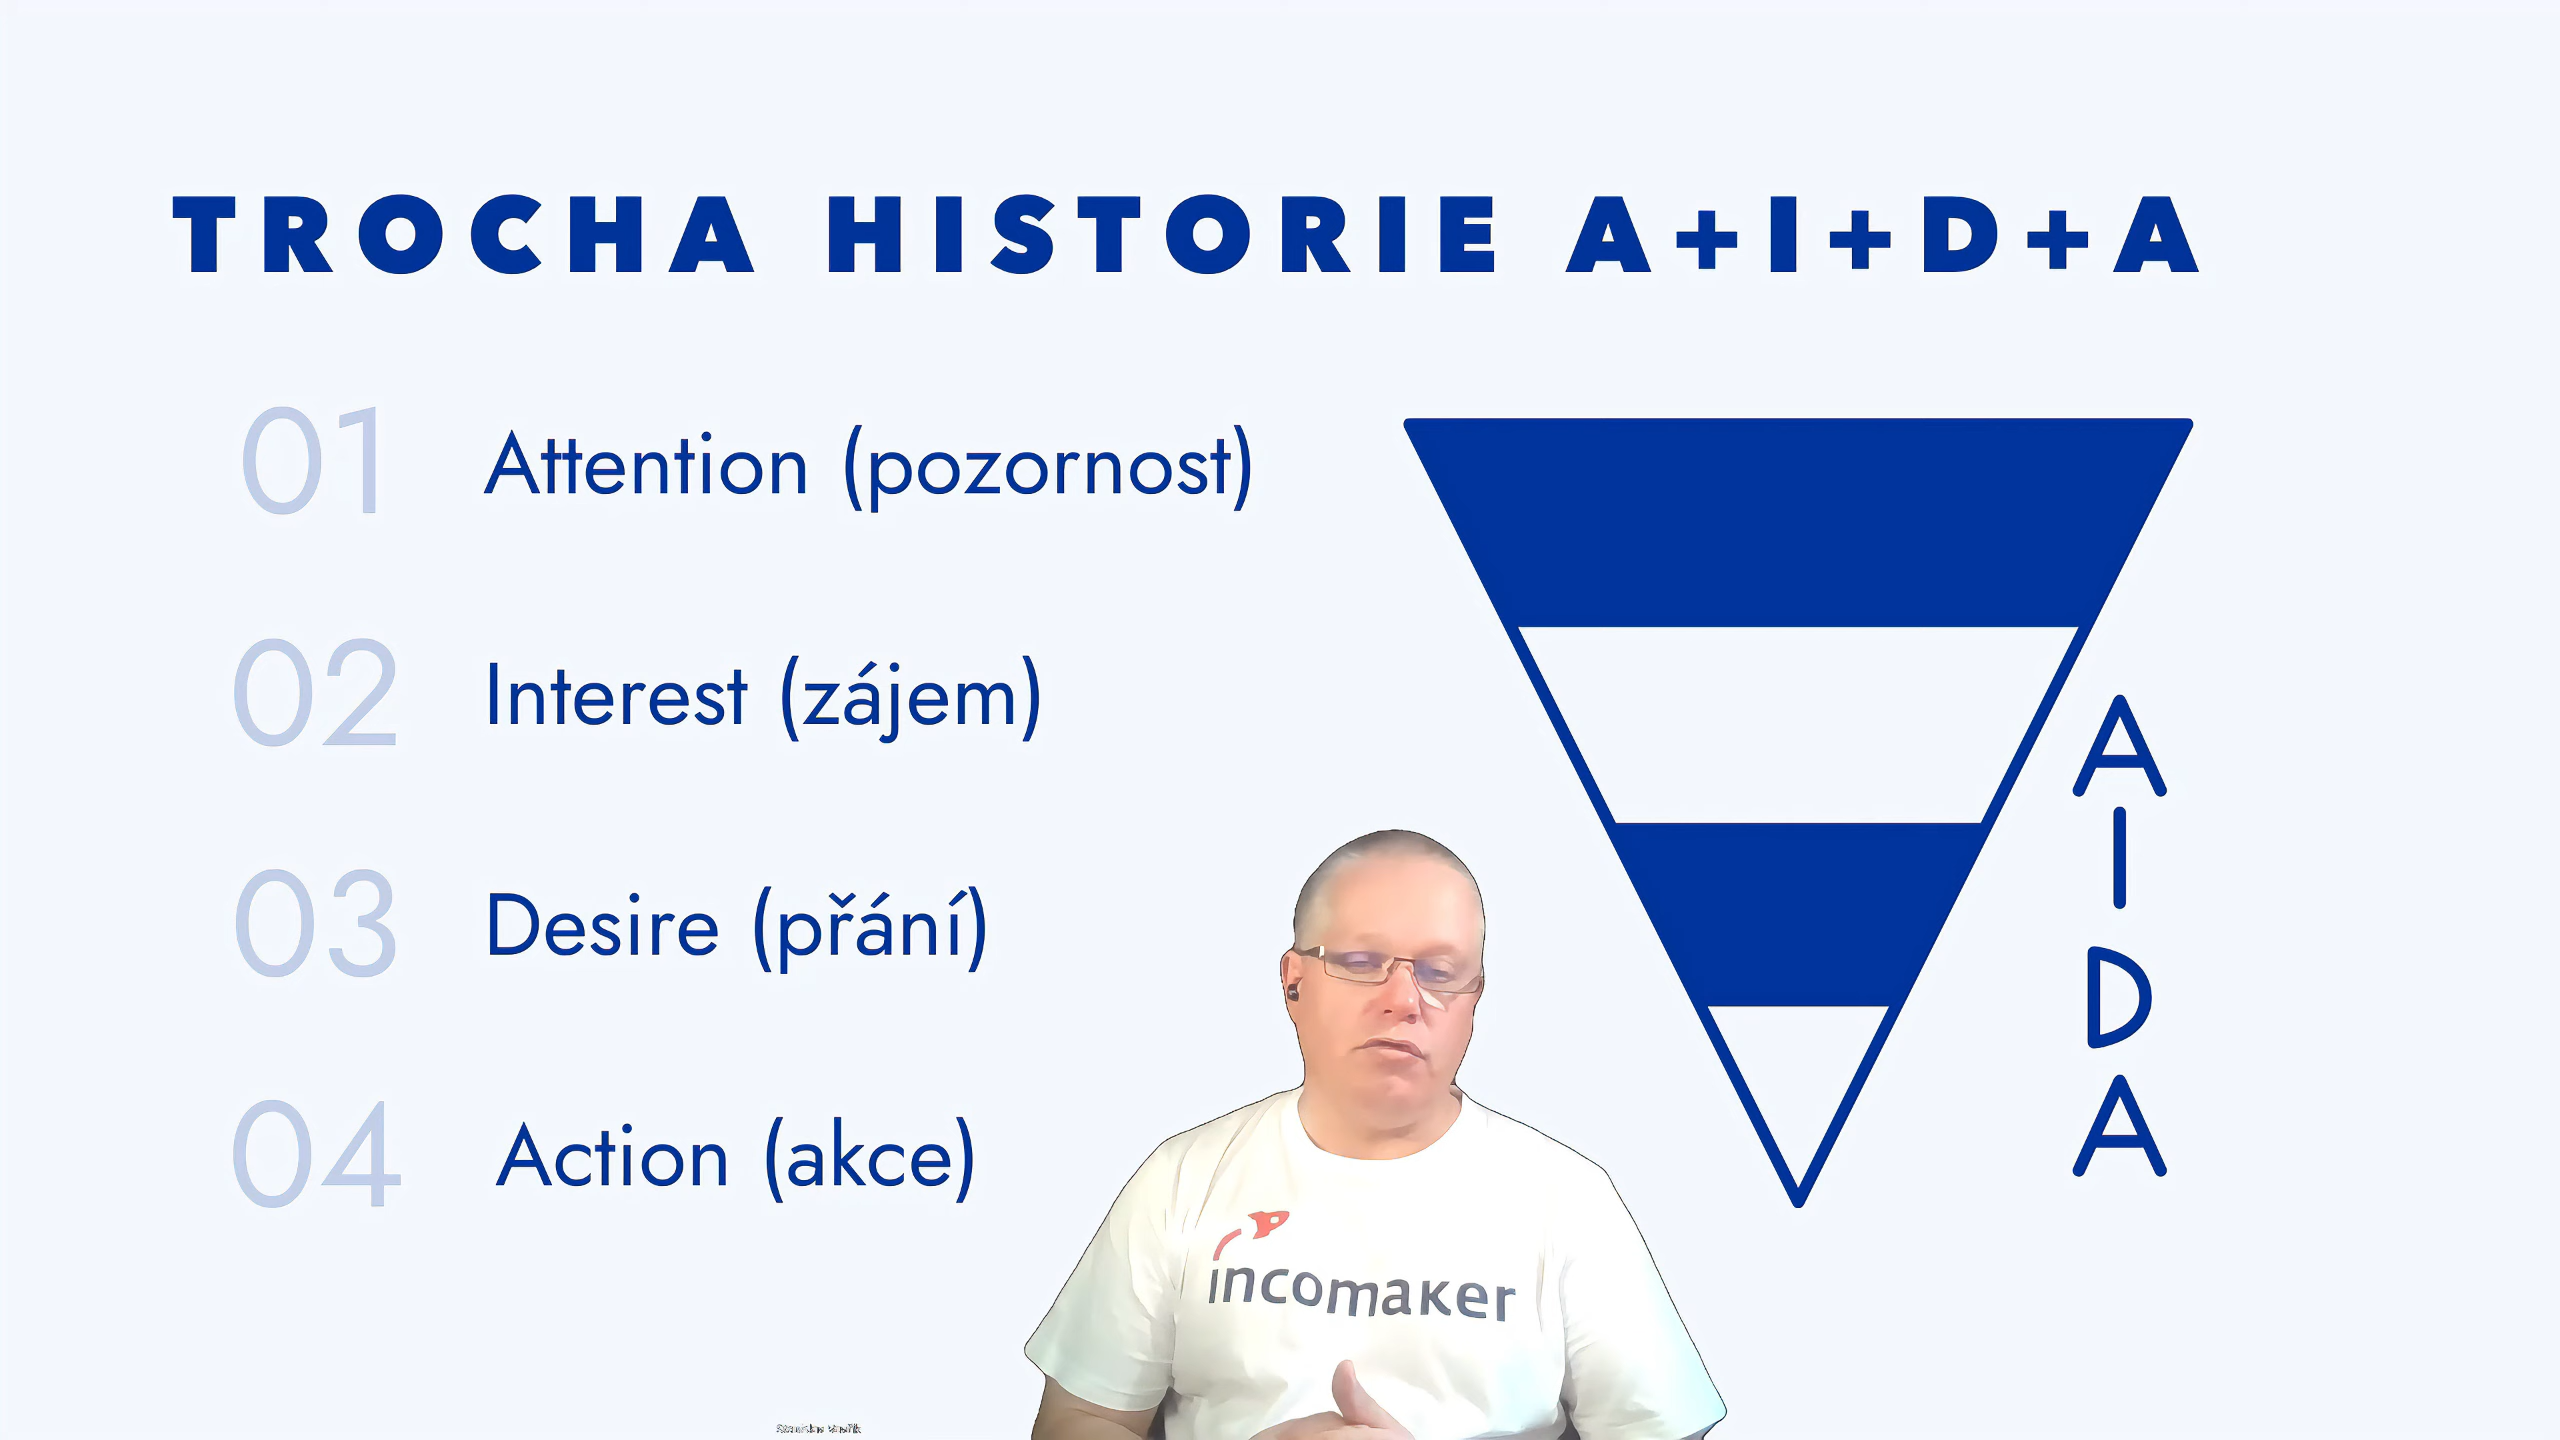 TROCHA HISTORIE A+I+D+A
01 Attention (pozornost)
02 Interest (zájem)
03 Desire (přání)
04 Action (akce)
A
I
D
A
incomaker